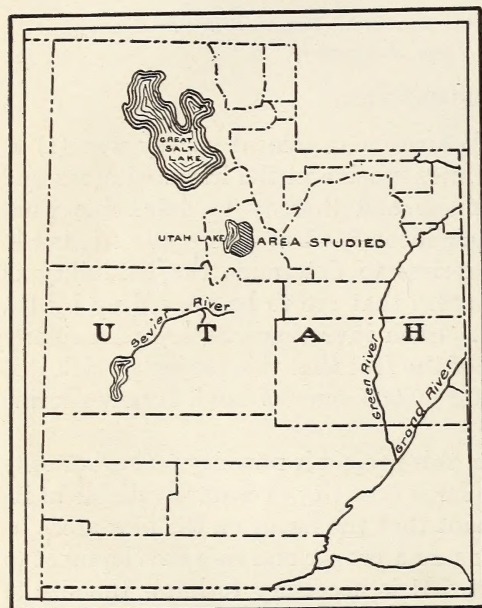 GREAT
SALT
LAKE
UTAH LAKE
AREA STUDIED
Sevier River
U T A H
Green River
Grand River